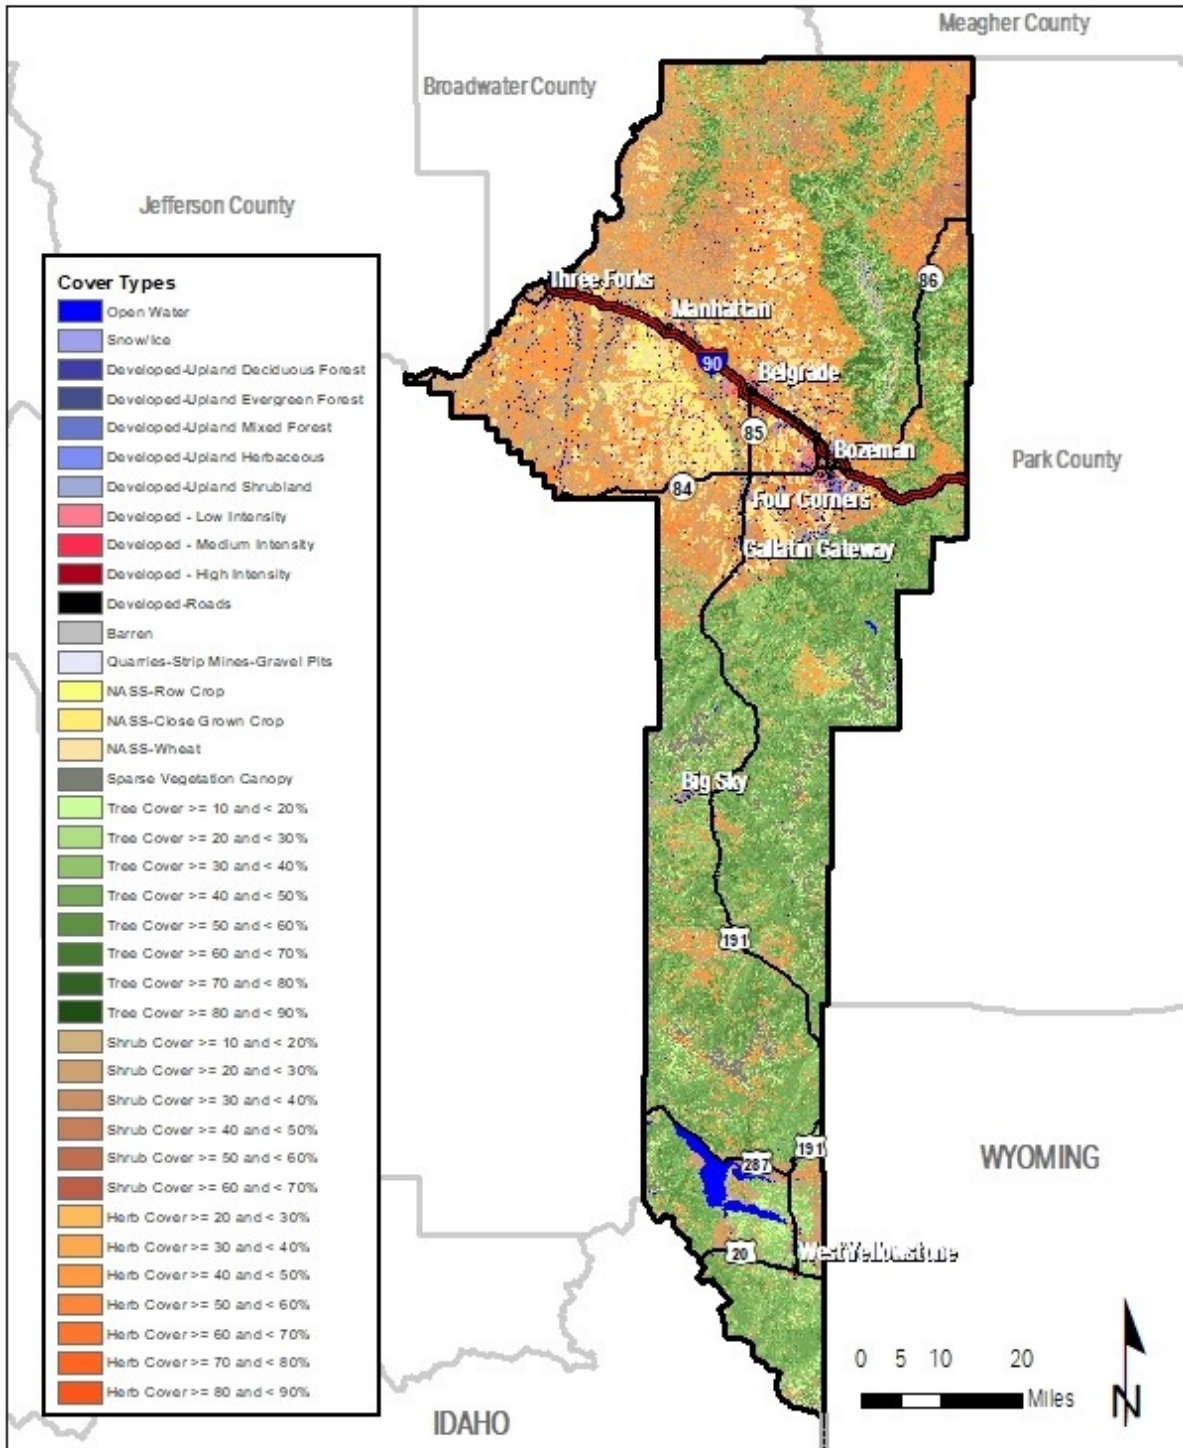 Meagher County
Broadwater County
Jefferson County
Three Forks
86
Manhattan
90
Belgrade
85
Bozeman
Park County
84
Four Corners
Gallatin Gateway
Big Sky
191
191
287
WYOMING
20
West Yellowstone
IDAHO
Cover Types
Open Water
Snow/Ice
Developed-Upland Deciduous Forest
Developed-Upland Evergreen Forest
Developed-Upland Mixed Forest
Developed-Upland Herbaceous
Developed-Upland Shrubland
Developed - Low Intensity
Developed - Medium Intensity
Developed - High Intensity
Developed-Roads
Barren
Quarries-Strip Mines-Gravel Pits
NASS-Row Crop
NASS-Close Grown Crop
NASS-Wheat
Sparse Vegetation Canopy
Tree Cover >= 10 and < 20%
Tree Cover >= 20 and < 30%
Tree Cover >= 30 and < 40%
Tree Cover >= 40 and < 50%
Tree Cover >= 50 and < 60%
Tree Cover >= 60 and < 70%
Tree Cover >= 70 and < 80%
Tree Cover >= 80 and < 90%
Shrub Cover >= 10 and < 20%
Shrub Cover >= 20 and < 30%
Shrub Cover >= 30 and < 40%
Shrub Cover >= 40 and < 50%
Shrub Cover >= 50 and < 60%
Shrub Cover >= 60 and < 70%
Herb Cover >= 20 and < 30%
Herb Cover >= 30 and < 40%
Herb Cover >= 40 and < 50%
Herb Cover >= 50 and < 60%
Herb Cover >= 60 and < 70%
Herb Cover >= 70 and < 80%
Herb Cover >= 80 and < 90%
0 5 10 20
Miles
N